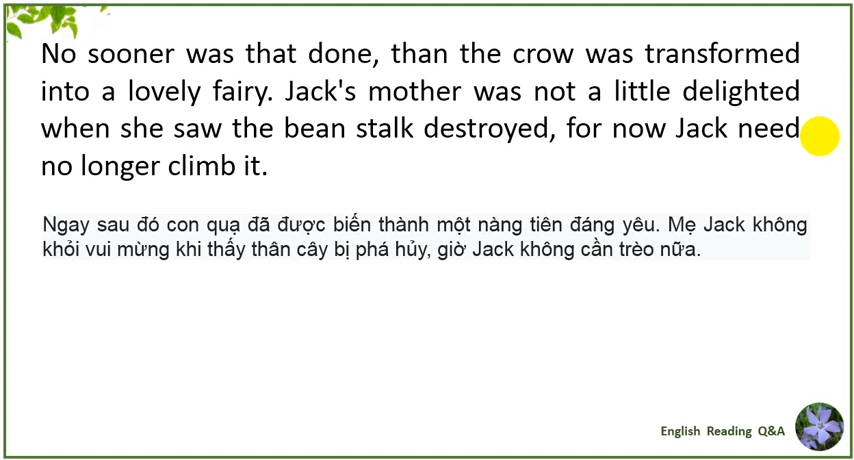 No sooner was that done, than the crow was transformed
into a lovely fairy. Jack's mother was not a little delighted
when she saw the bean stalk destroyed, for now Jack need
no longer climb it.
Ngay sau đó con quạ đã được biến thành một nàng tiên đáng yêu. Mẹ Jack không
khỏi vui mừng khi thấy thân cây bị phá hủy, giờ Jack không cần trèo nữa.
English Reading Q&A